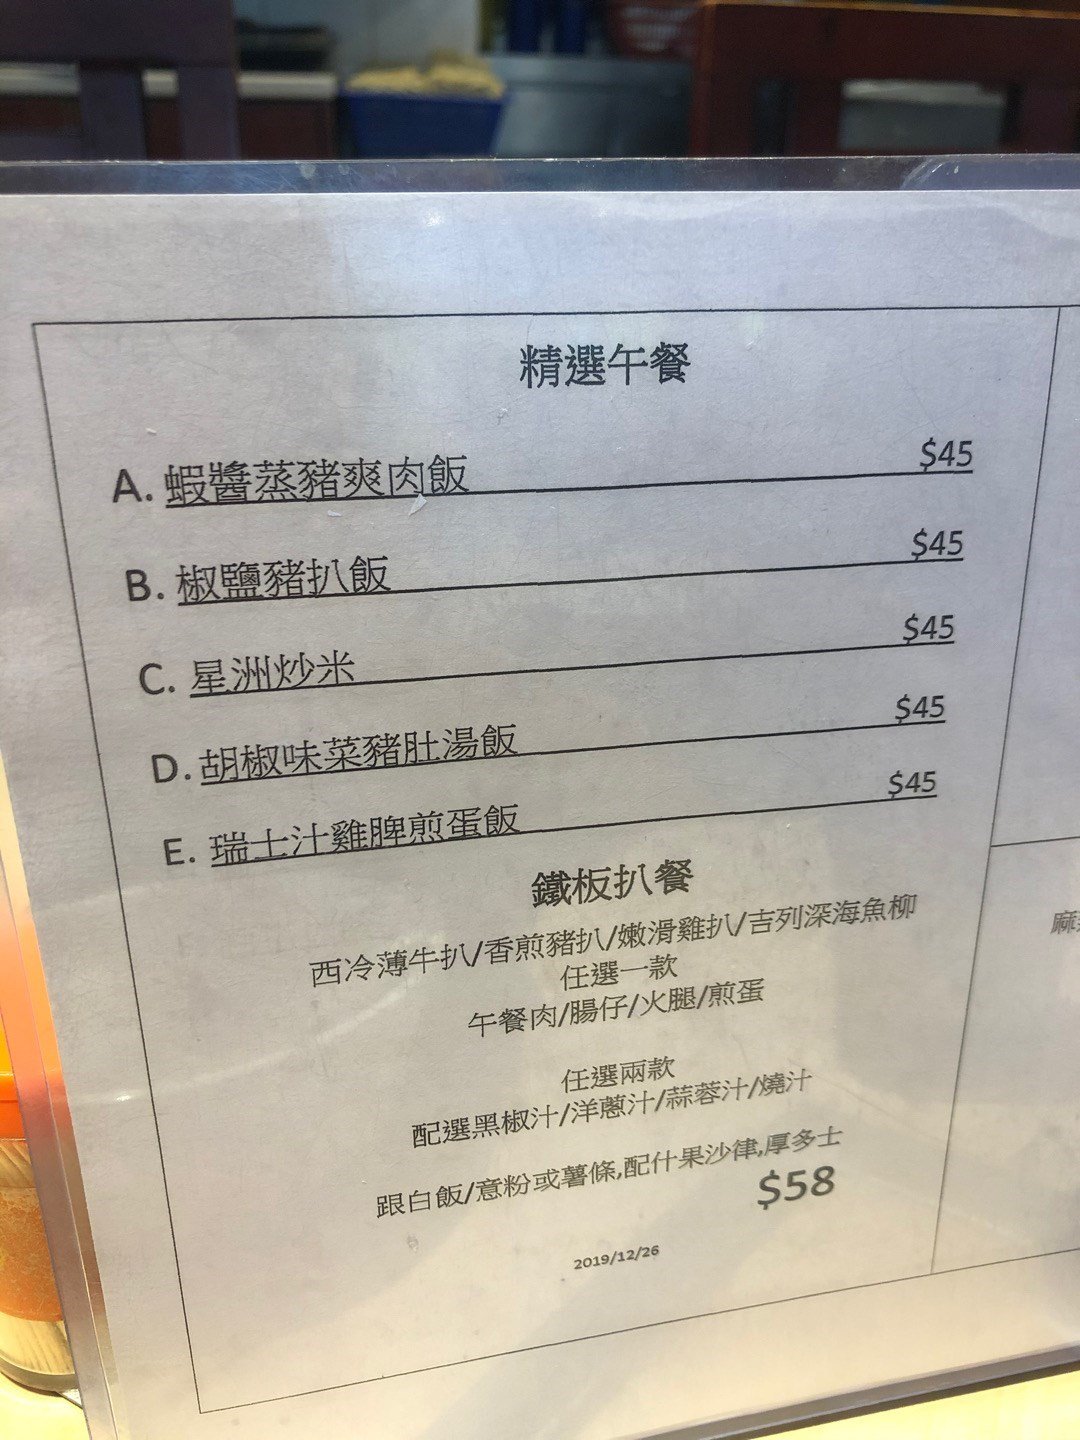 精選午餐
A. 蝦醬蒸豬爽肉飯 $45
B. 椒鹽豬扒飯 $45
C. 星洲炒米 $45
D. 胡椒味菜豬肚湯飯 $45
E. 瑞士汁雞脾煎蛋飯 $45
鐵板扒餐
西冷薄牛扒/香煎豬扒/嫩滑雞扒/吉列深海魚柳
任選一款
午餐肉/腸仔/火腿/煎蛋
任選兩款
配選黑椒汁/洋蔥汁/蒜蓉汁/燒汁
跟白飯/意粉或薯條,配什果沙律,厚多士
$58
2019/12/26
麻